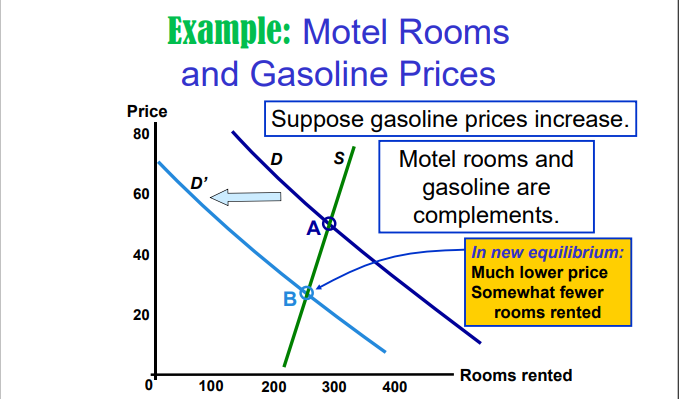 Example: Motel Rooms
and Gasoline Prices
Price
Suppose gasoline prices increase.
80
D
S
Motel rooms and
gasoline are
complements.
D’
60
A
In new equilibrium:
Much lower price
Somewhat fewer
rooms rented
40
B
20
Rooms rented
0
100
200
300
400